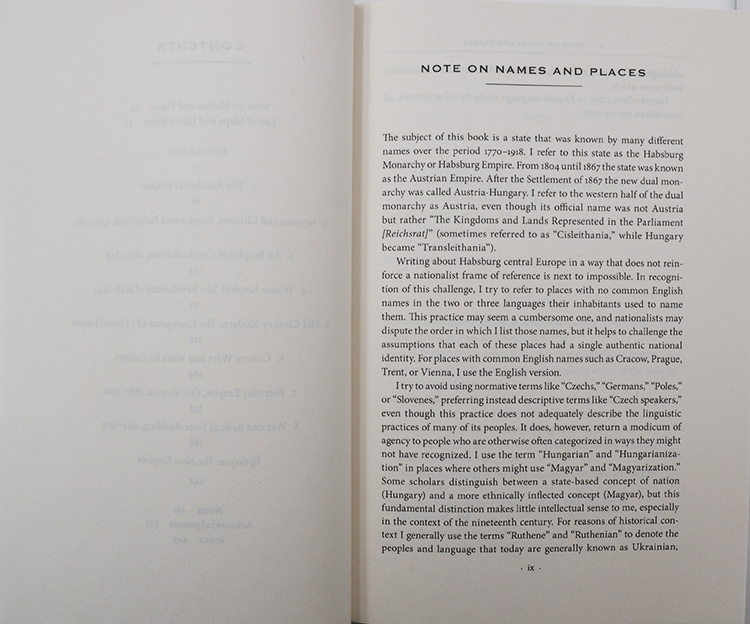 NOTE ON NAMES AND PLACES
The subject of this book is a state that was known by many different
names over the period 1770–1918. I refer to this state as the Habsburg
Monarchy or Habsburg Empire. From 1804 until 1867 the state was known
as the Austrian Empire. After the Settlement of 1867 the new dual mon-
archy was called Austria-Hungary. I refer to the western half of the dual
monarchy as Austria, even though its official name was not Austria
but rather “The Kingdoms and Lands Represented in the Parliament
[Reichsrat]” (sometimes referred to as “Cisleithania,” while Hungary
became “Transleithania”).
Writing about Habsburg central Europe in a way that does not rein-
force a nationalist frame of reference is next to impossible. In recogni-
tion of this challenge, I try to refer to places with no common English
names in the two or three languages their inhabitants used to name
them. This practice may seem a cumbersome one, and nationalists may
dispute the order in which I list those names, but it helps to challenge the
assumptions that each of these places had a single authentic national
identity. For places with common English names such as Cracow, Prague,
Trent, or Vienna, I use the English version.
I try to avoid using normative terms like “Czechs,” “Germans,” “Poles,”
or “Slovenes,” preferring instead descriptive terms like “Czech speakers,”
even though this practice does not adequately describe the linguistic
practices of many of its peoples. It does, however, return a modicum of
agency to people who are otherwise often categorized in ways they might
not have recognized. I use the term “Hungarian” and “Hungarianiza-
tion” in places where others might use “Magyar” and “Magyarization.”
Some scholars distinguish between a state-based concept of nation
(Hungary) and a more ethnically inflected concept (Magyar), but this
fundamental distinction makes little intellectual sense to me, especially
in the context of the nineteenth century. For reasons of historical con-
text I generally use the terms “Ruthene” and “Ruthenian” to denote the
peoples and language that today are generally known as Ukrainian,
· ix ·